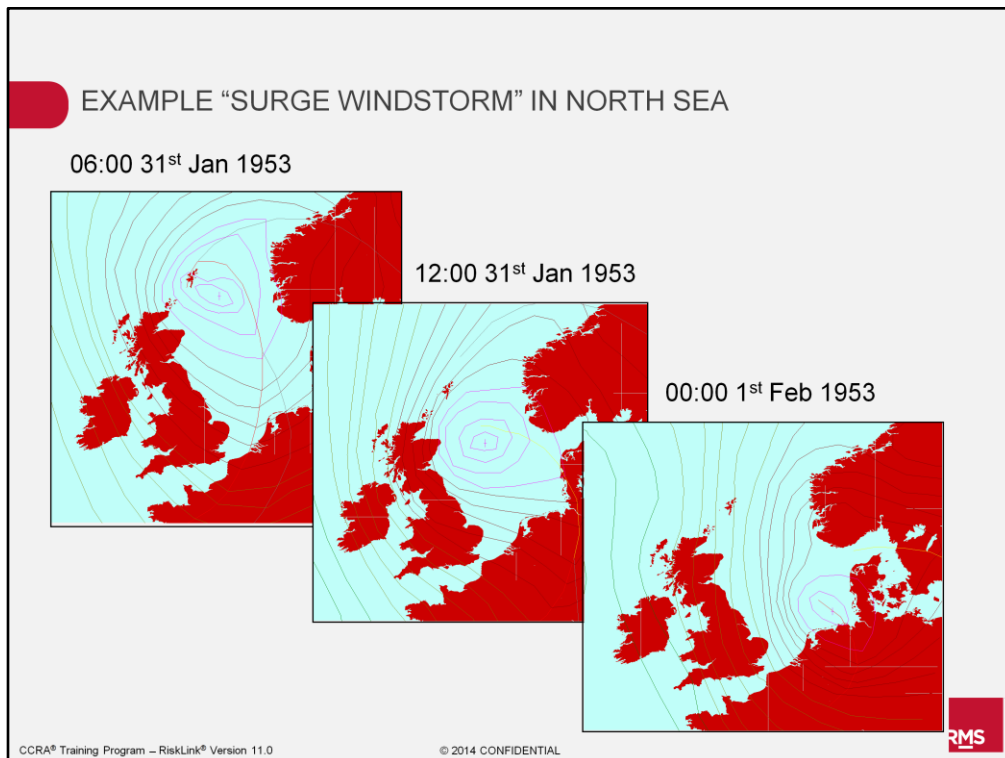 EXAMPLE “SURGE WINDSTORM” IN NORTH SEA
06:00 31st Jan 1953
12:00 31st Jan 1953
00:00 1st Feb 1953
CCRA® Training Program – RiskLink® Version 11.0
© 2014 CONFIDENTIAL
RMS